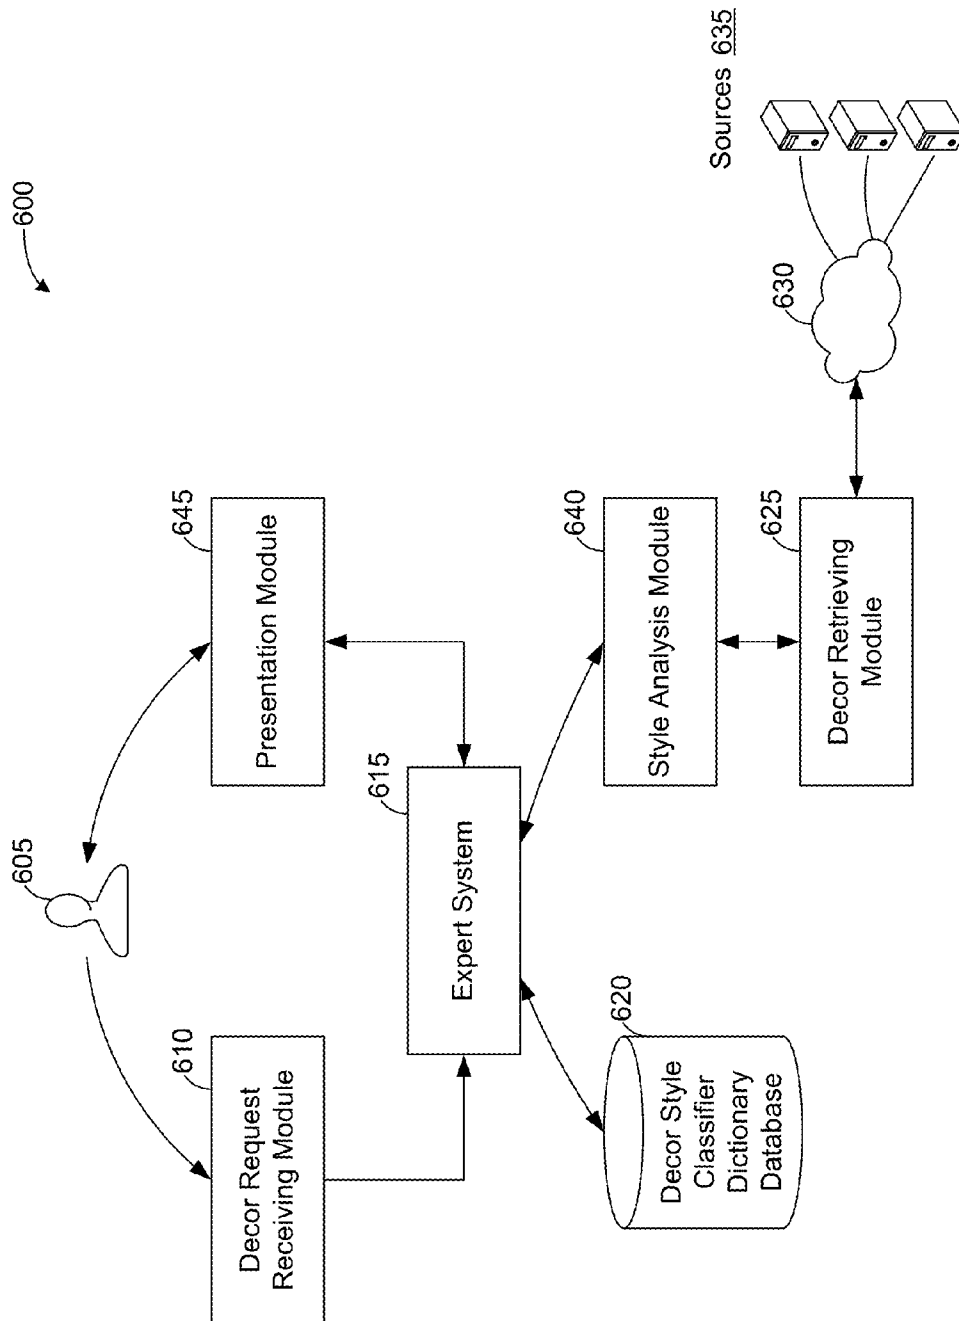 600
605
610
Decor Request
Receiving Module
645
Presentation Module
615
Expert System
620
Decor Style
Classifier
Dictionary
Database
640
Style Analysis Module
625
Decor Retrieving
Module
630
Sources 635